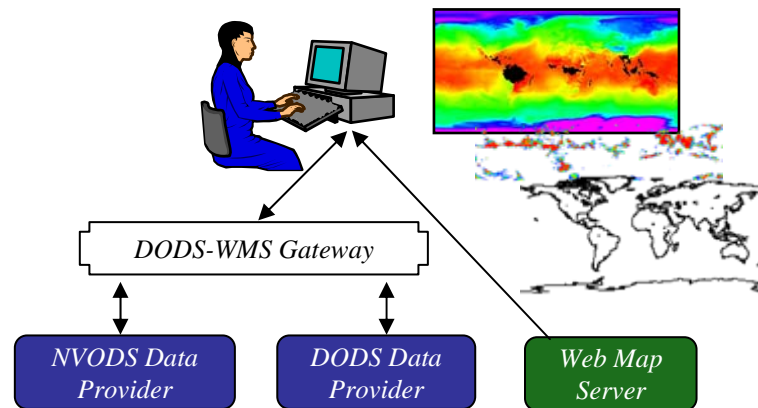 DODS-WMS Gateway
NVODS Data
Provider
DODS Data
Provider
Web Map
Server